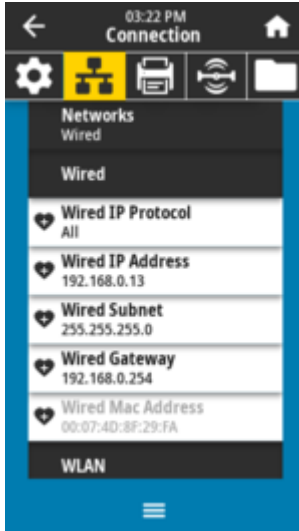 03:22 PM
Connection
Networks
Wired
Wired
Wired IP Protocol
All
Wired IP Address
192.168.0.13
Wired Subnet
255.255.255.0
Wired Gateway
192.168.0.254
Wired Mac Address
00:07:4D:8F:29:FA
WLAN